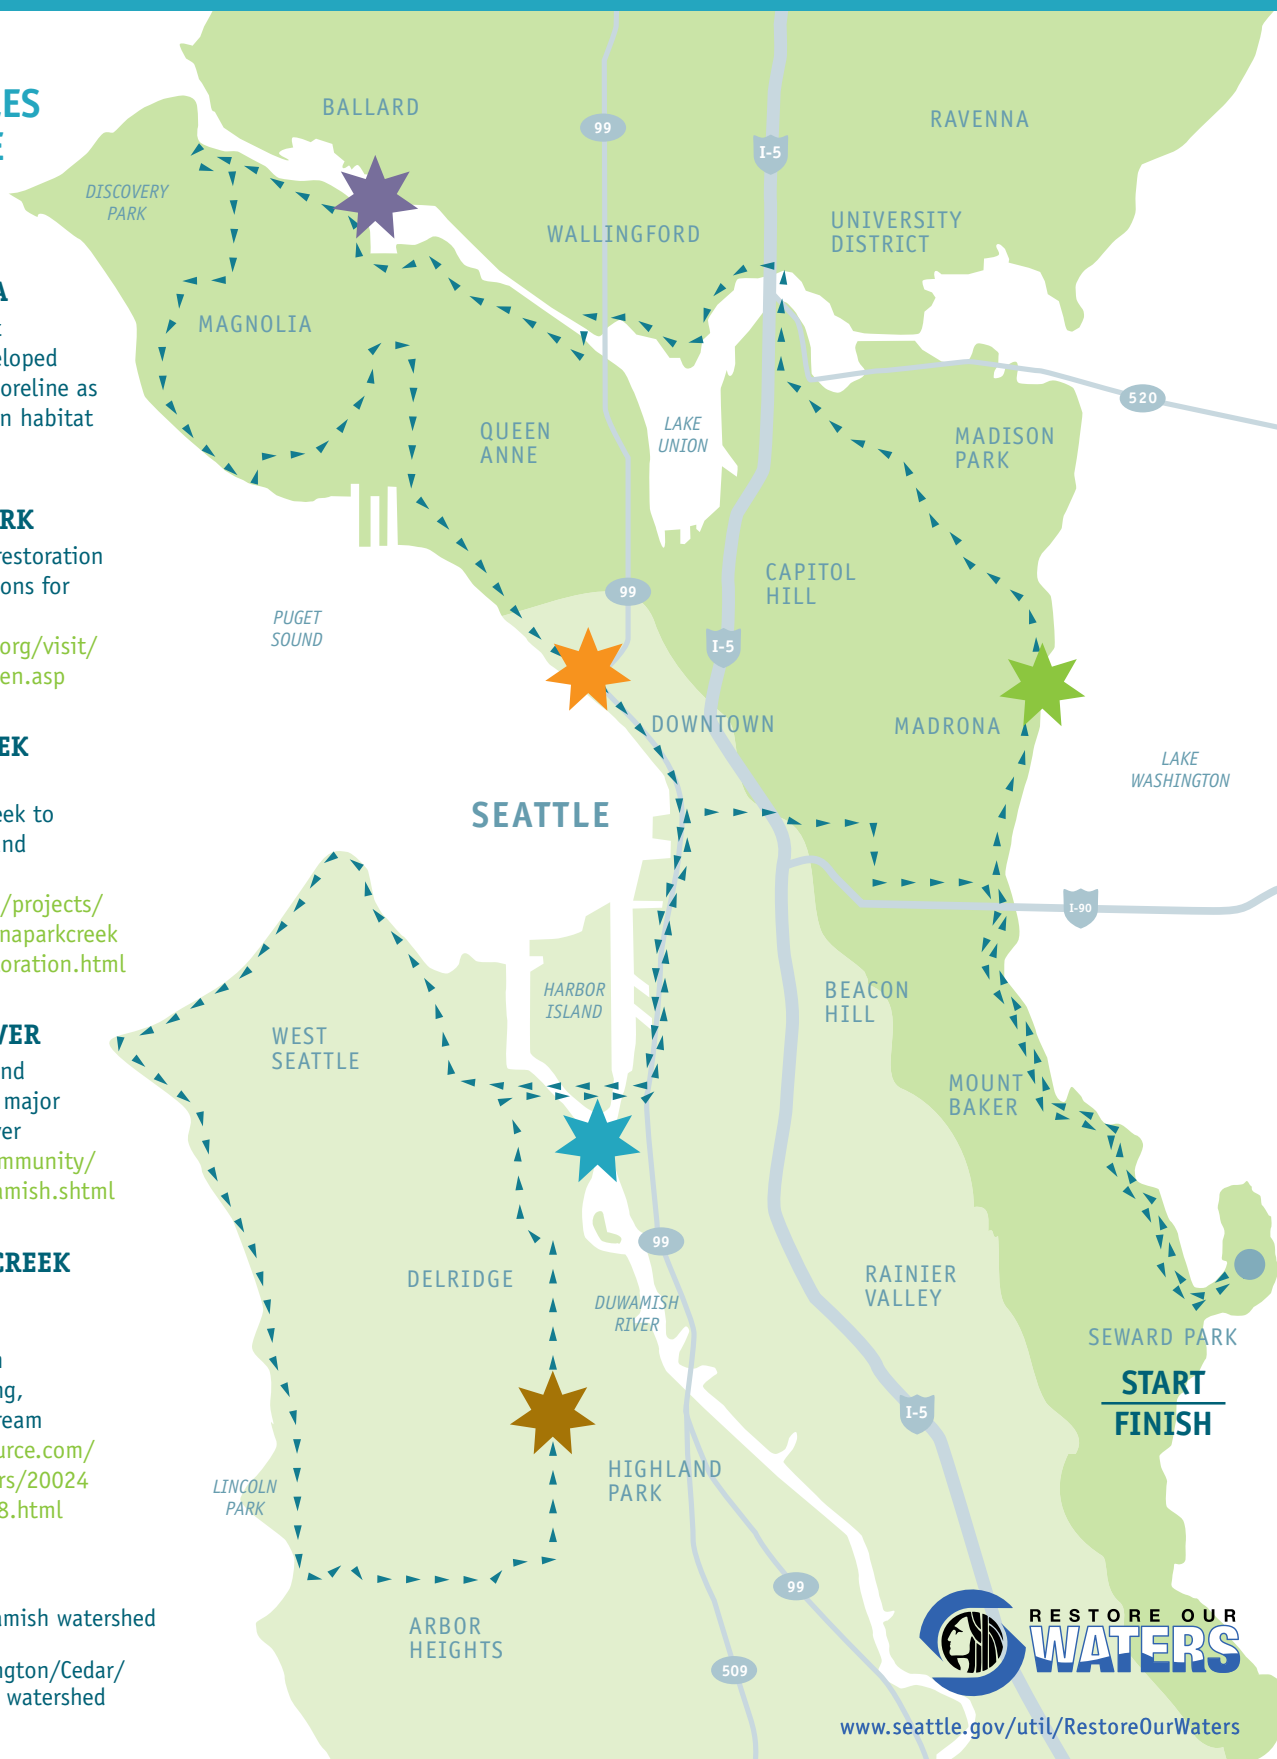 ES
E
A
eloped
oreline as
n habitat
RK
restoration
ons for
org/visit/
en.asp
EK
eek to
nd
/projects/
naparkcreek
oration.html
VER
nd
major
er
mmunity/
amish.shtml
CREEK
n
ng,
ream
urce.com/
rs/20024
8.html
amish watershed
ngton/Cedar/
watershed
BALLARD
99
I-5
RAVENNA
DISCOVERY
PARK
WALLINGFORD
UNIVERSITY
DISTRICT
MAGNOLIA
520
QUEEN
ANNE
LAKE
UNION
MADISON
PARK
CAPITOL
HILL
99
PUGET
SOUND
I-5
DOWNTOWN
MADRONA
LAKE
WASHINGTON
SEATTLE
I-90
HARBOR
ISLAND
BEACON
HILL
WEST
SEATTLE
MOUNT
BAKER
99
DELRIDGE
DUWAMISH
RIVER
RAINIER
VALLEY
SEWARD PARK
START
FINISH
I-5
HIGHLAND
PARK
LINCOLN
PARK
99
ARBOR
HEIGHTS
509
RESTORE OUR
WATERS
www.seattle.gov/util/RestoreOurWaters